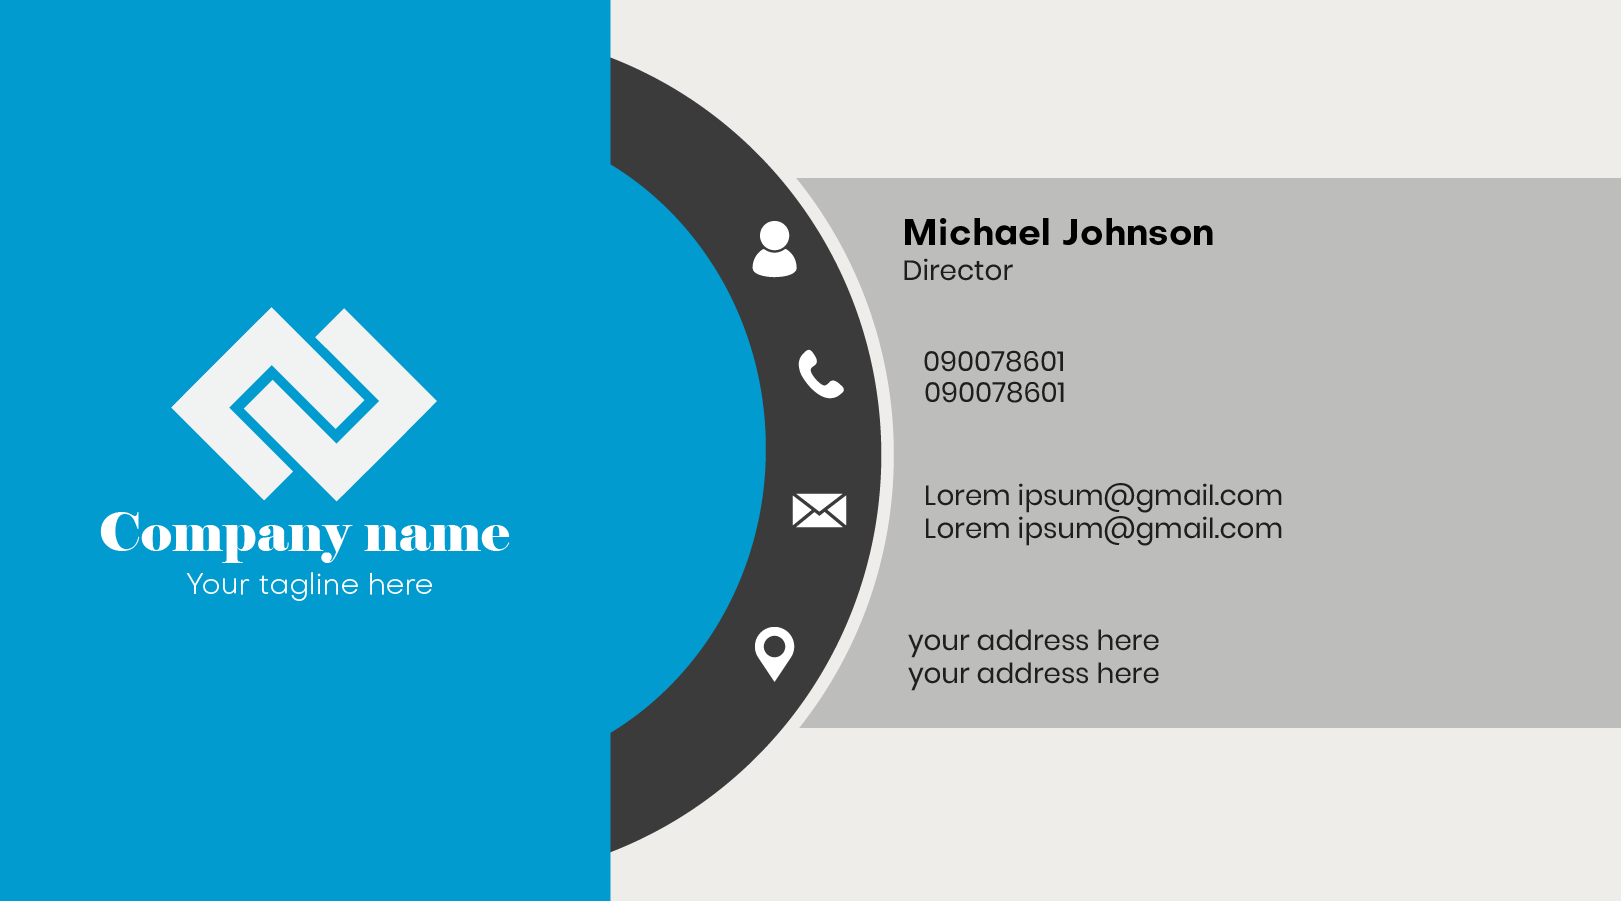 Company name
Your tagline here
Michael Johnson
Director
090078601
090078601
Lorem ipsum@gmail.com
Lorem ipsum@gmail.com
your address here
your address here